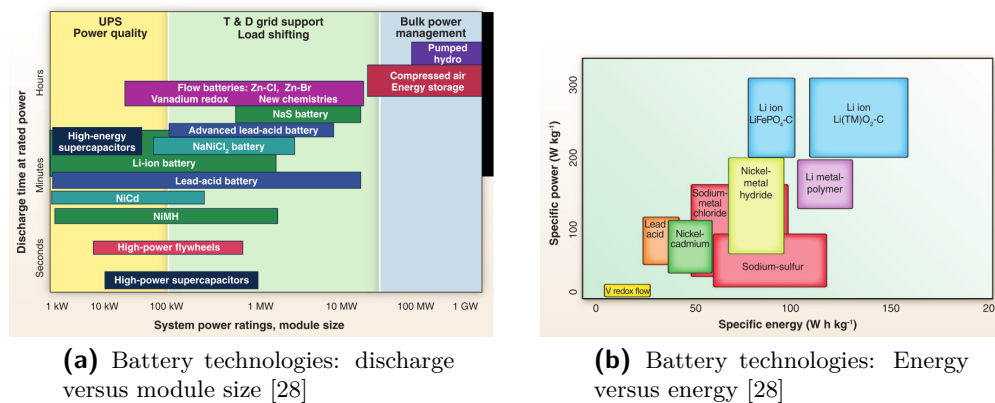 UPS
Power quality
T & D grid support
Load shifting
Bulk power
management
Pumped
hydro
Compressed air
Energy storage
Flow batteries: Zn-Cl, Zn-Br
Vanadium redox New chemistries
NaS battery
Advanced lead-acid battery
High-energy
supercapacitors
NaNiCl₂ battery
Li-ion battery
Lead-acid battery
NiCd
NiMH
High-power flywheels
High-power supercapacitors
Discharge time at rated power
Hours
Minutes
Seconds
1 kW 10 kW 100 kW 1 MW 10 MW 100 MW 1 GW
System power ratings, module size
(a) Battery technologies: discharge
versus module size [28]
Specific power (W kg⁻¹)
300
200
100
0
Li ion
LiFePO₄-C
Li ion
Li(TM)O₂-C
Nickel-
metal
hydride
Li metal-
polymer
Sodium-
metal
chloride
Lead
acid
Nickel-
cadmium
Sodium-sulfur
V redox flow
0 50 100 150 20
Specific energy (W h kg⁻¹)
(b) Battery technologies: Energy
versus energy [28]